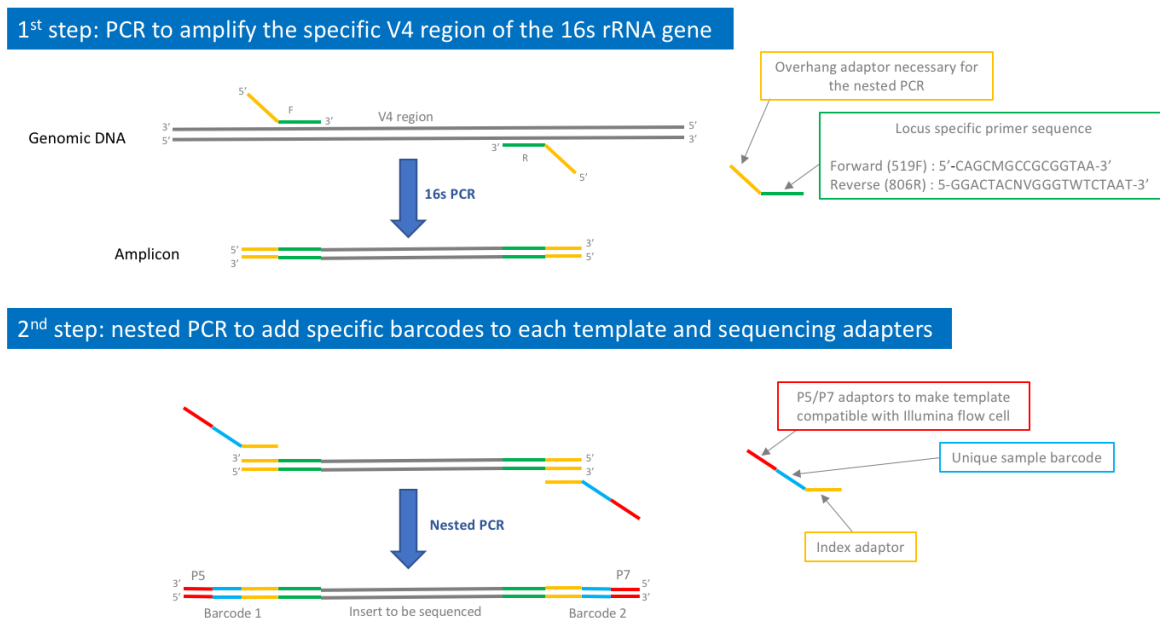 1st step: PCR to amplify the specific V4 region of the 16s rRNA gene
Overhang adaptor necessary for
the nested PCR
5’
F
3’
V4 region
Genomic DNA
3’
5’
5’
3’
3’
R
5’
Locus specific primer sequence
Forward (519F) : 5’-CAGCMGCCGCGGTAA-3’
Reverse (806R) : 5-GGACTACNVGGGTWTCTAAT-3’
16s PCR
Amplicon
5’
3’
3’
5’
2nd step: nested PCR to add specific barcodes to each template and sequencing adapters
P5/P7 adaptors to make template
compatible with Illumina flow cell
Unique sample barcode
3’
5’
5’
3’
Nested PCR
Index adaptor
P5
P7
3’
5’
5’
3’
Barcode 1
Insert to be sequenced
Barcode 2